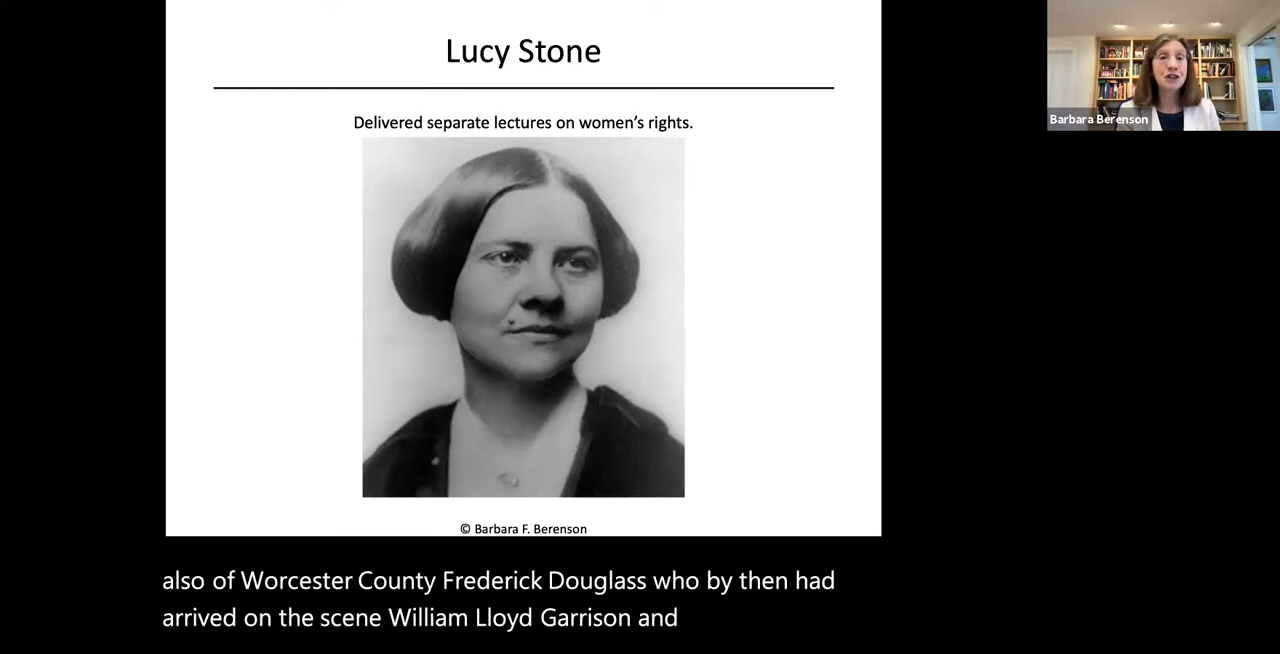 Lucy Stone
Delivered separate lectures on women’s rights.
© Barbara F. Berenson
Barbara Berenson
also of Worcester County Frederick Douglass who by then had
arrived on the scene William Lloyd Garrison and